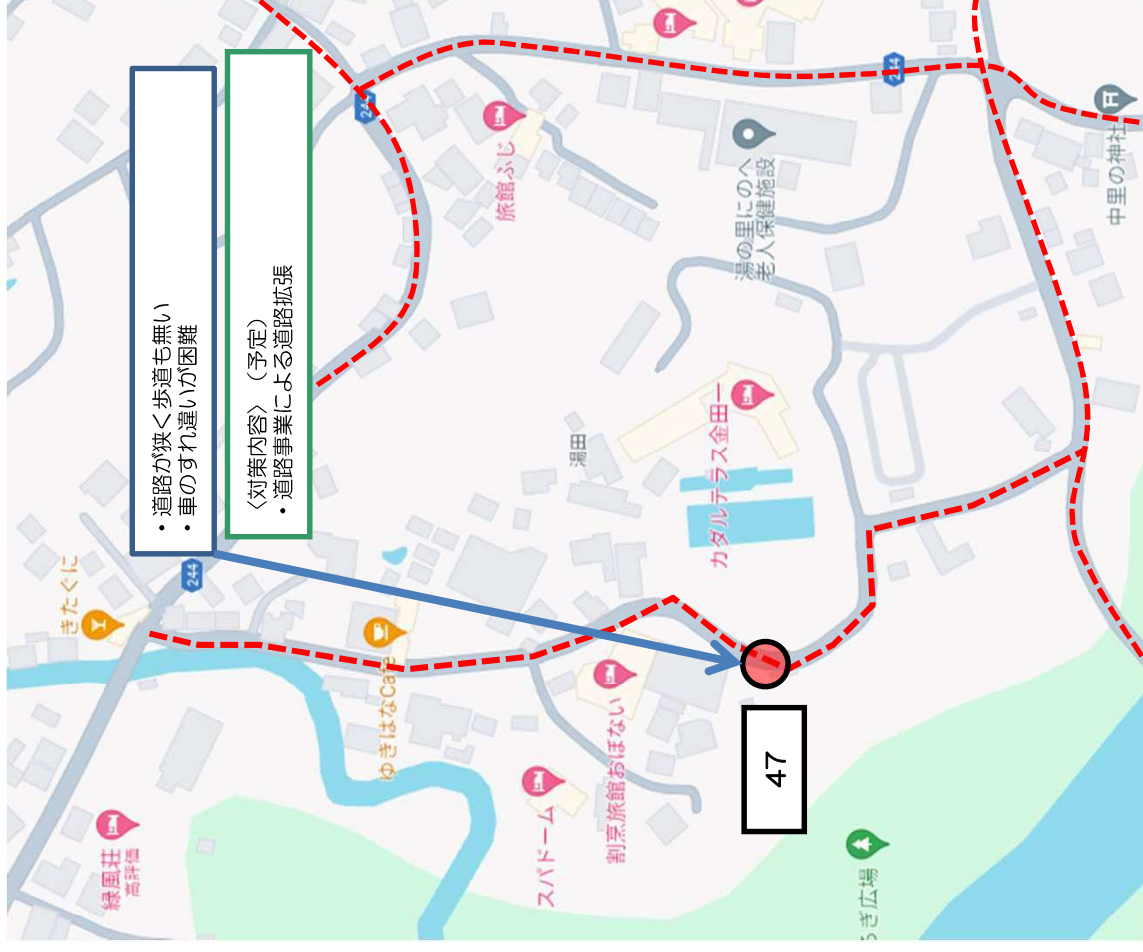 ・道路が狭く歩道も無い
・車のすれ違いが困難
〈対策内容〉（予定）
・道路事業による道路拡張
47
緑風荘
高評価
きたぐに
244
ゆきはなCafe
スパドーム
割烹旅館おぼない
湯田
カダルテラス金田一
旅館ふじ
湯の里にのへ
老人保健施設
244
244
中里の神社
ろぎ広場